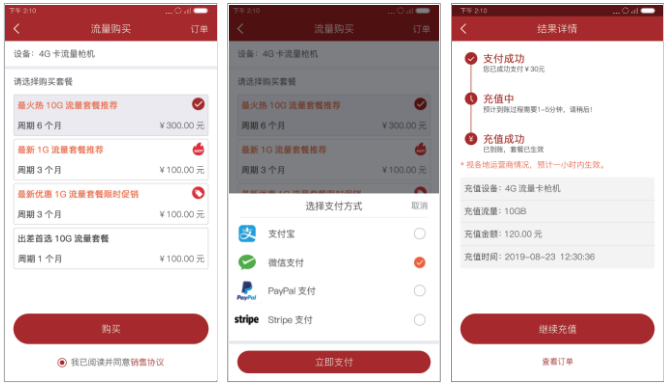 下午 2:10
流量购买
订单
设备：4G 卡流量枪机
请选择购买套餐
最火热 10G 流量套餐推荐
周期 6 个月
￥300.00 元
最新 1G 流量套餐推荐
周期 3 个月
￥100.00 元
最新优惠 1G 流量套餐限时促销
周期 3 个月
￥100.00 元
出差首选 10G 流量套餐
周期 1 个月
￥100.00 元
购买
我已阅读并同意销售协议
下午 2:10
流量购买
订单
设备：4G 卡流量枪机
请选择购买套餐
最火热 10G 流量套餐推荐
周期 6 个月
￥300.00 元
最新 1G 流量套餐推荐
周期 3 个月
￥100.00 元
最新优惠 1G 流量套餐限时促销
选择支付方式
取消
支付宝
微信支付
PayPal
PayPal 支付
stripe
Stripe 支付
立即支付
下午 2:10
结果详情
支付成功
您已成功支付￥30元
充值中
预计到账过程需要1-5分钟，请稍后！
充值成功
已到账，套餐已生效
* 视各地运营商情况，预计一小时内生效。
充值设备：4G 流量卡枪机
充值流量：10GB
充值金额：120.00 元
充值时间：2019-08-23 12:30:36
继续充值
查看订单